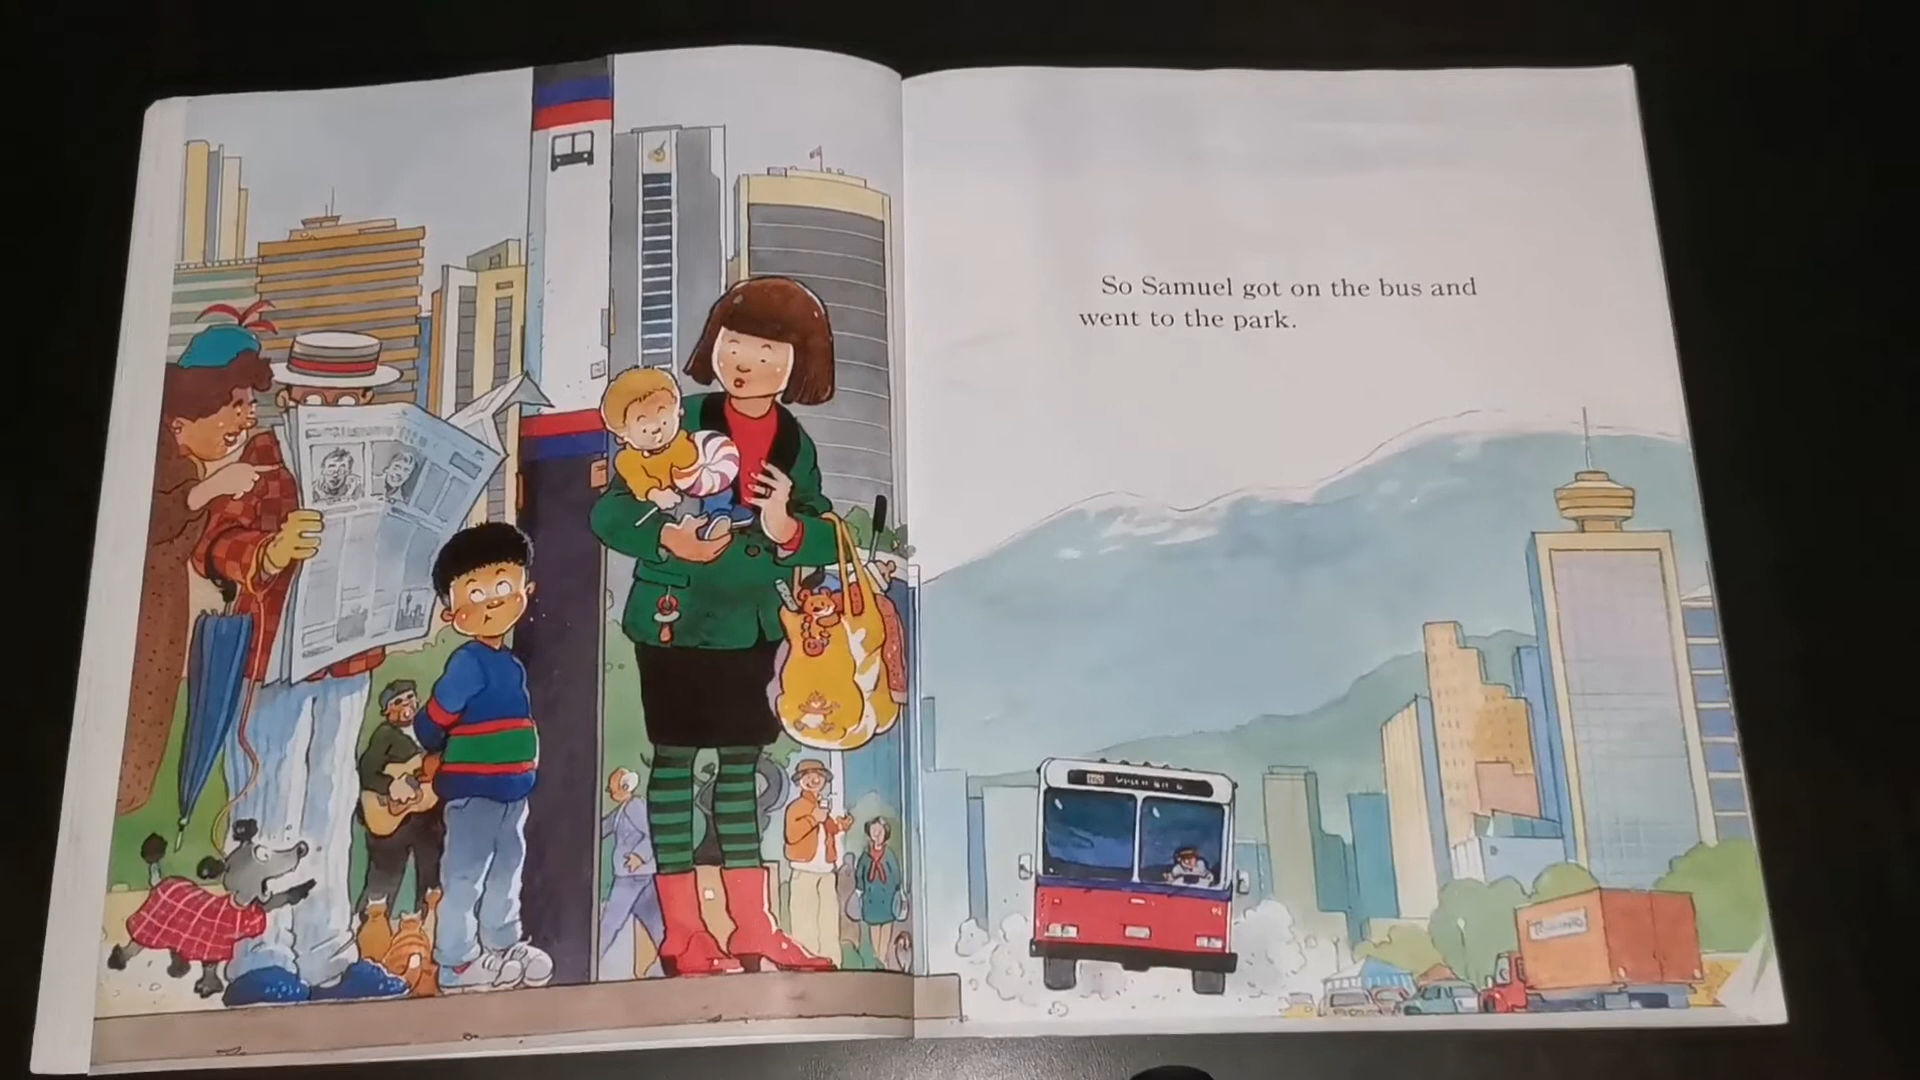 So Samuel got on the bus and
went to the park.